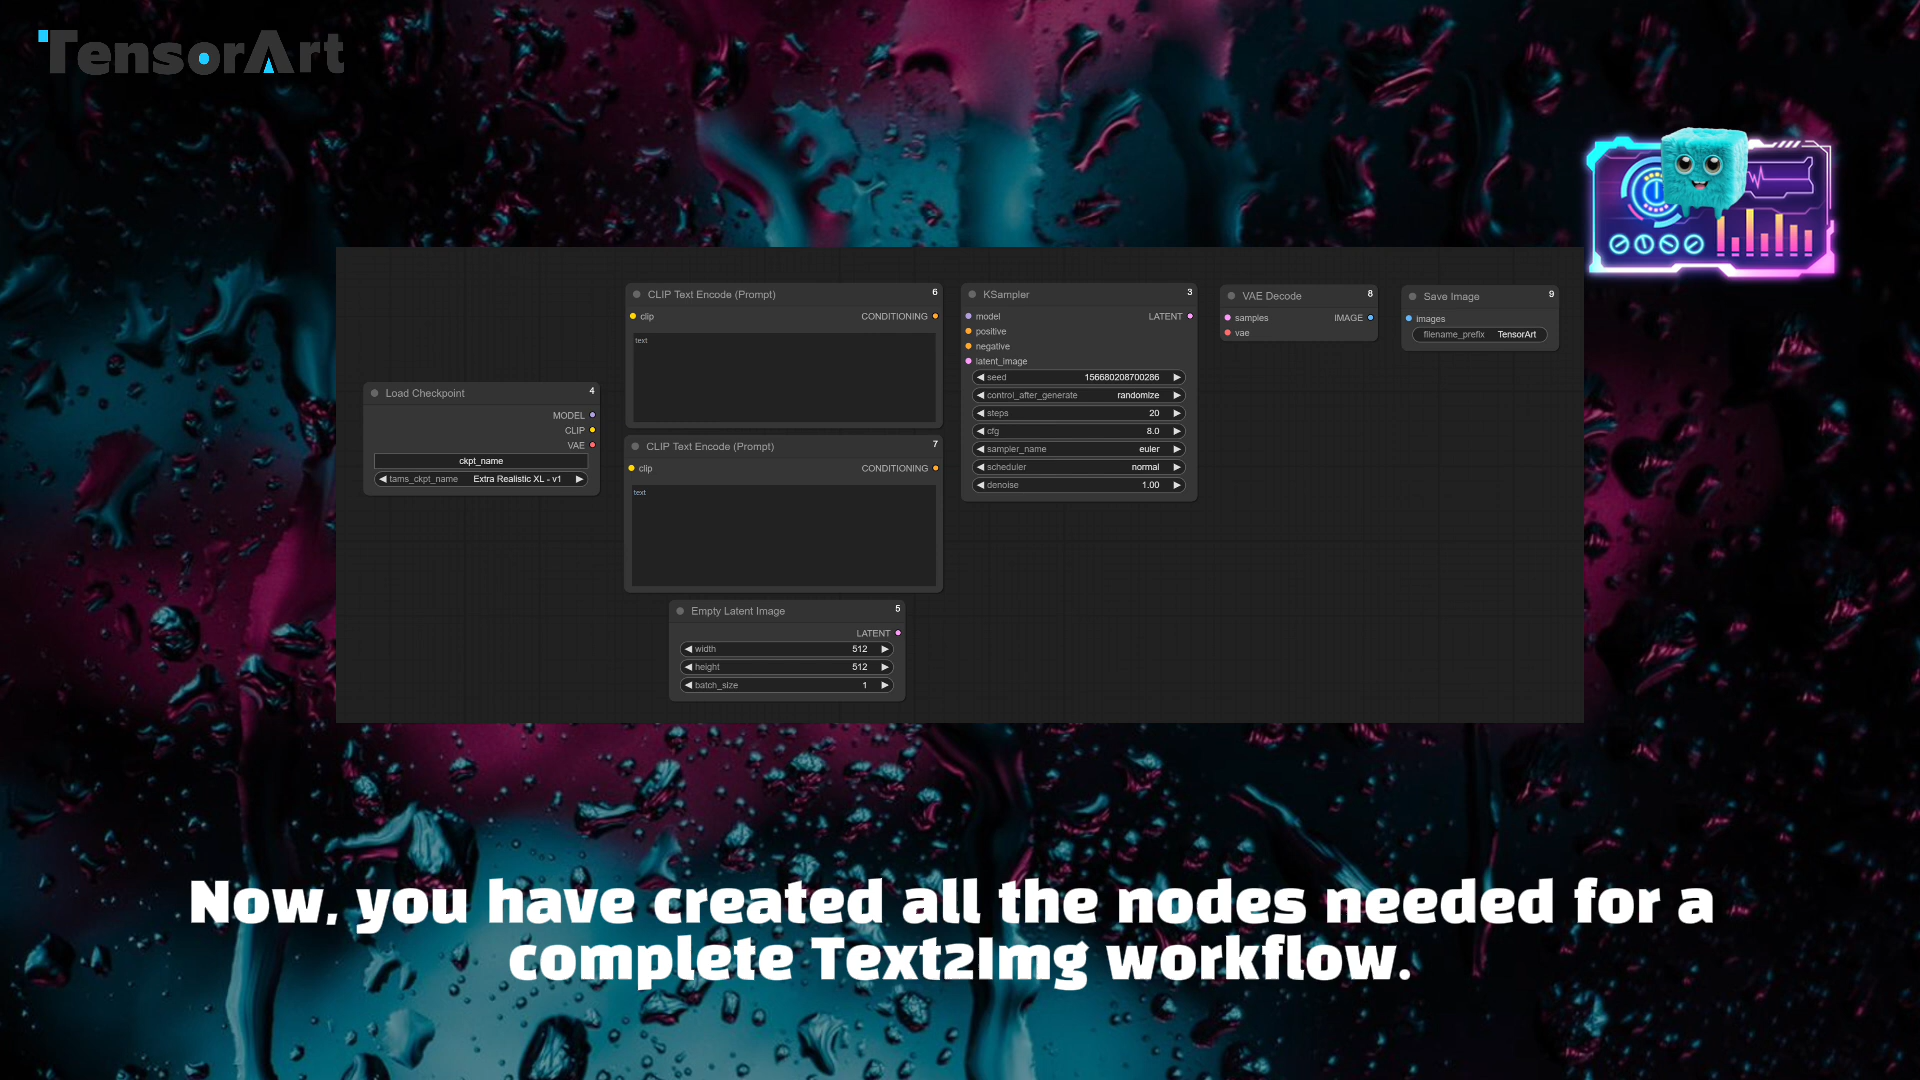 TensorArt
CLIP Text Encode (Prompt) 6
clip CONDITIONING
text
KSampler 3
model LATENT
positive
negative
latent_image
seed 156680208700286
control_after_generate randomize
steps 20
cfg 8.0
sampler_name euler
scheduler normal
denoise 1.00
VAE Decode 8
samples IMAGE
vae
Save Image 9
images
filename_prefix TensorArt
Load Checkpoint 4
MODEL
CLIP
VAE
ckpt_name
tams_ckpt_name Extra Realistic XL - v1
CLIP Text Encode (Prompt) 7
clip CONDITIONING
text
Empty Latent Image 5
LATENT
width 512
height 512
batch_size 1
Now, you have created all the nodes needed for a
complete Text2Img workflow.